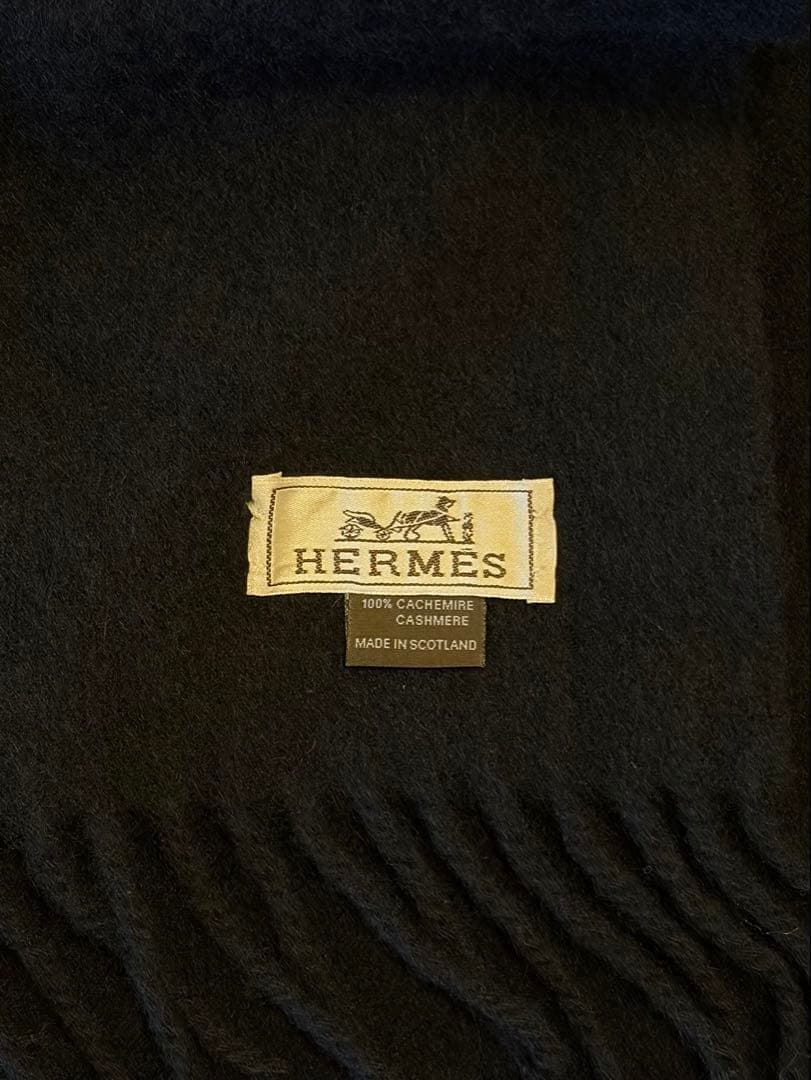 HERMÈS
100% CACHEMIRE
CASHMERE
MADE IN SCOTLAND